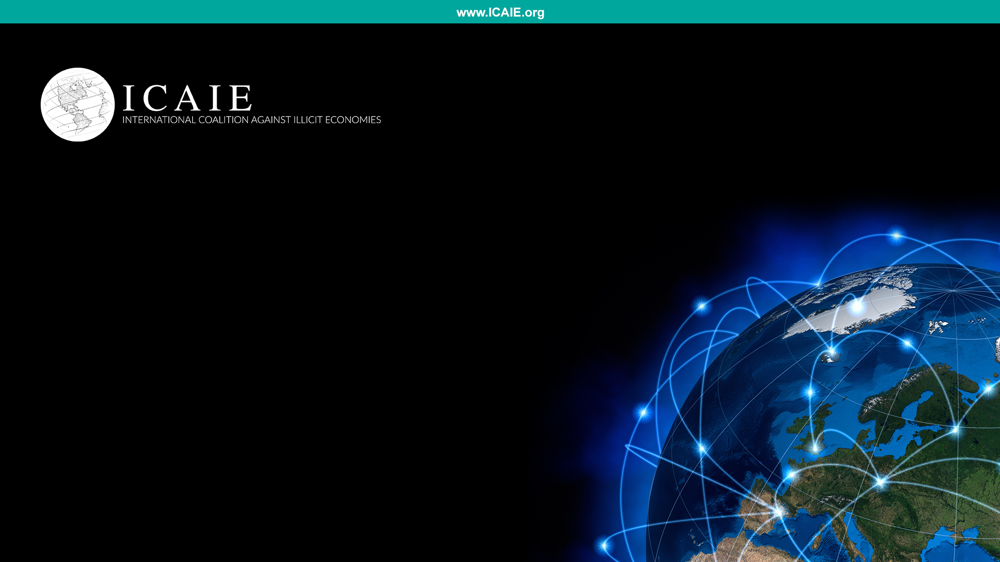 www.ICAIE.org
ICAIE
INTERNATIONAL COALITION AGAINST ILLICIT ECONOMIES